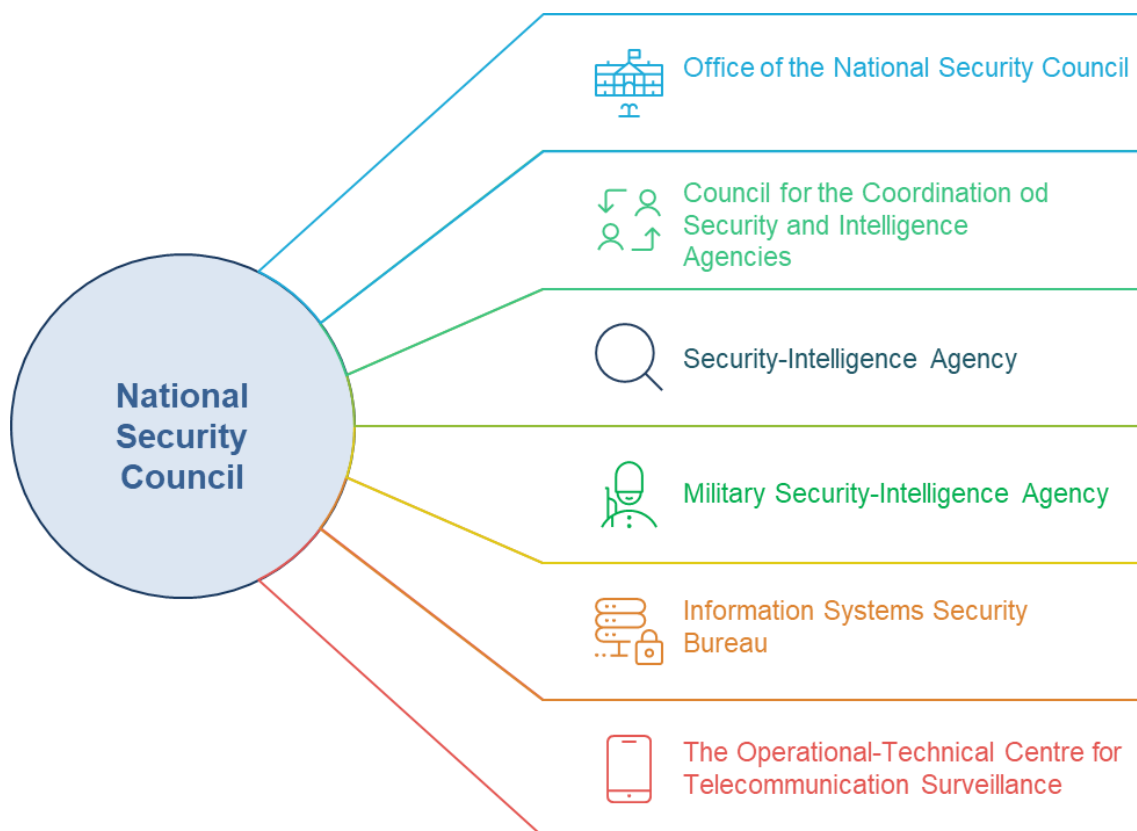 Office of the National Security Council
Council for the Coordination od
Security and Intelligence
Agencies
National
Security
Council
Security-Intelligence Agency
Military Security-Intelligence Agency
Information Systems Security
Bureau
The Operational-Technical Centre for
Telecommunication Surveillance